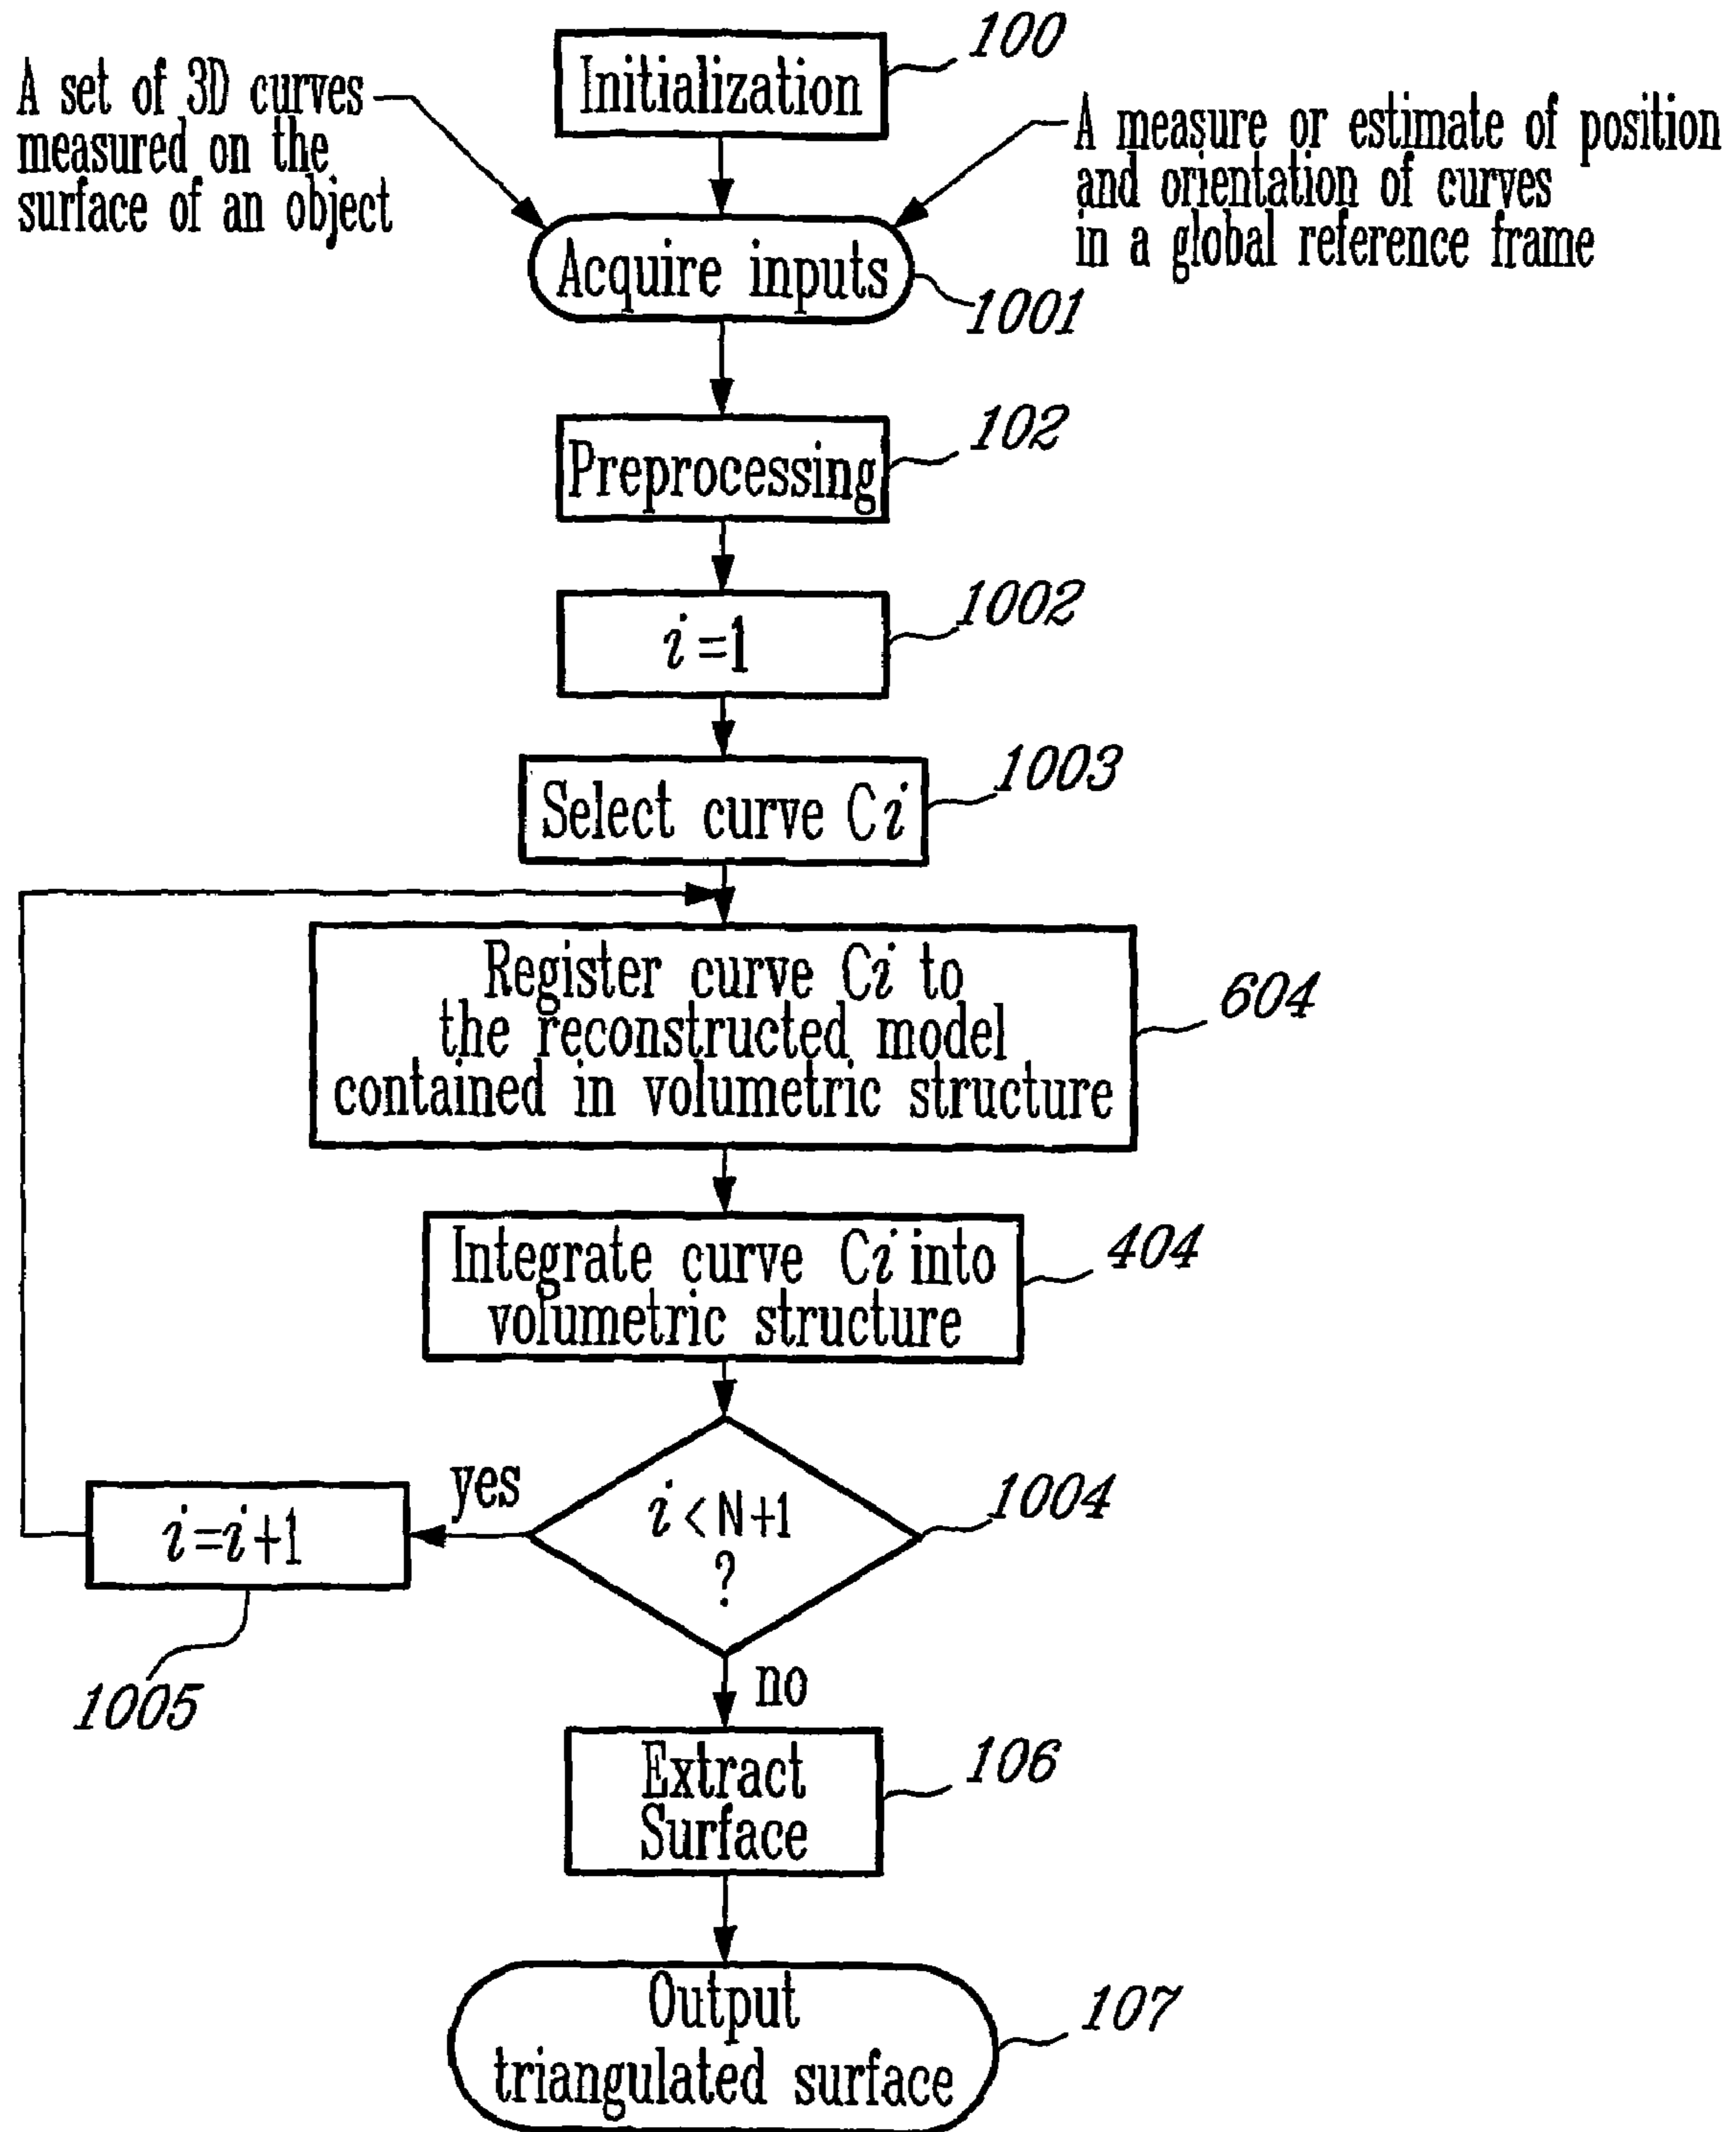 100
Initialization
A set of 3D curves
measured on the
surface of an object
A measure or estimate of position
and orientation of curves
in a global reference frame
Acquire inputs
1001
102
Preprocessing
1002
i=1
1003
Select curve Ci
Register curve Ci to
the reconstructed model
contained in volumetric structure
604
Integrate curve Ci into
volumetric structure
404
yes
i<N+1
?
1004
i=i+1
1005
no
Extract
Surface
106
Output
triangulated surface
107